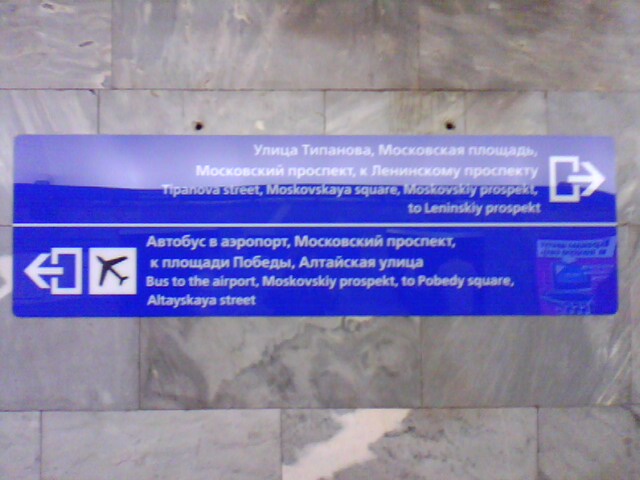 Улица Типанова, Московская площадь,
Московский проспект, к Ленинскому проспекту
Tipanova street, Moskovskaya square, Moskovskiy prospekt,
to Leninskiy prospekt
Автобус в аэропорт, Московский проспект,
к площади Победы, Алтайская улица
Bus to the airport, Moskovskiy prospekt, to Pobedy square,
Altayskaya street